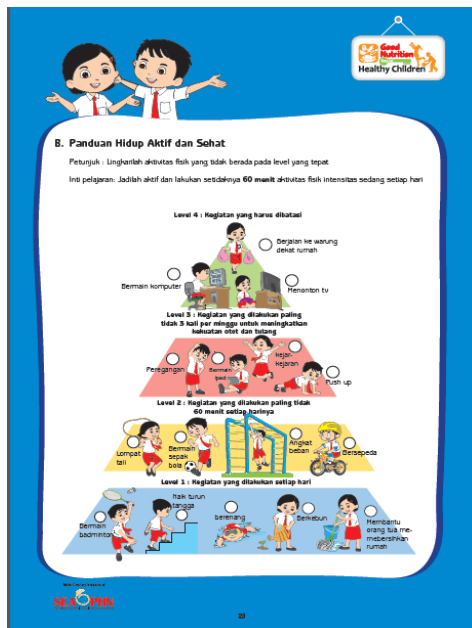 Good
Nutrition
Healthy Children
B. Panduan Hidup Aktif dan Sehat
Petunjuk : Lingkarilah aktivitas fisik yang tidak berada pada level yang tepat
Inti pelajaran: Jadilah aktif dan lakukan setidaknya 60 menit aktivitas fisik intensitas sedang setiap hari
Level 4 : Kegiatan yang harus dibatasi
Berjalan ke warung
dekat rumah
Bermain komputer
Menonton tv
Level 3 : Kegiatan yang dilakukan paling
tidak 3 kali per minggu untuk meningkatkan
kekuatan otot dan tulang
Peregangan
Bermain
ipad
kejar-
kejaran
Push up
Level 2 : Kegiatan yang dilakukan paling tidak
60 menit setiap harinya
Lompat
tali
Bermain
sepak
bola
Angkat
beban
Bersepeda
Level 1 : Kegiatan yang dilakukan setiap hari
Bermain
badminton
Naik turun
tangga
berenang
Berkebun
Membantu
orang tua me-
mebersihkan
rumah